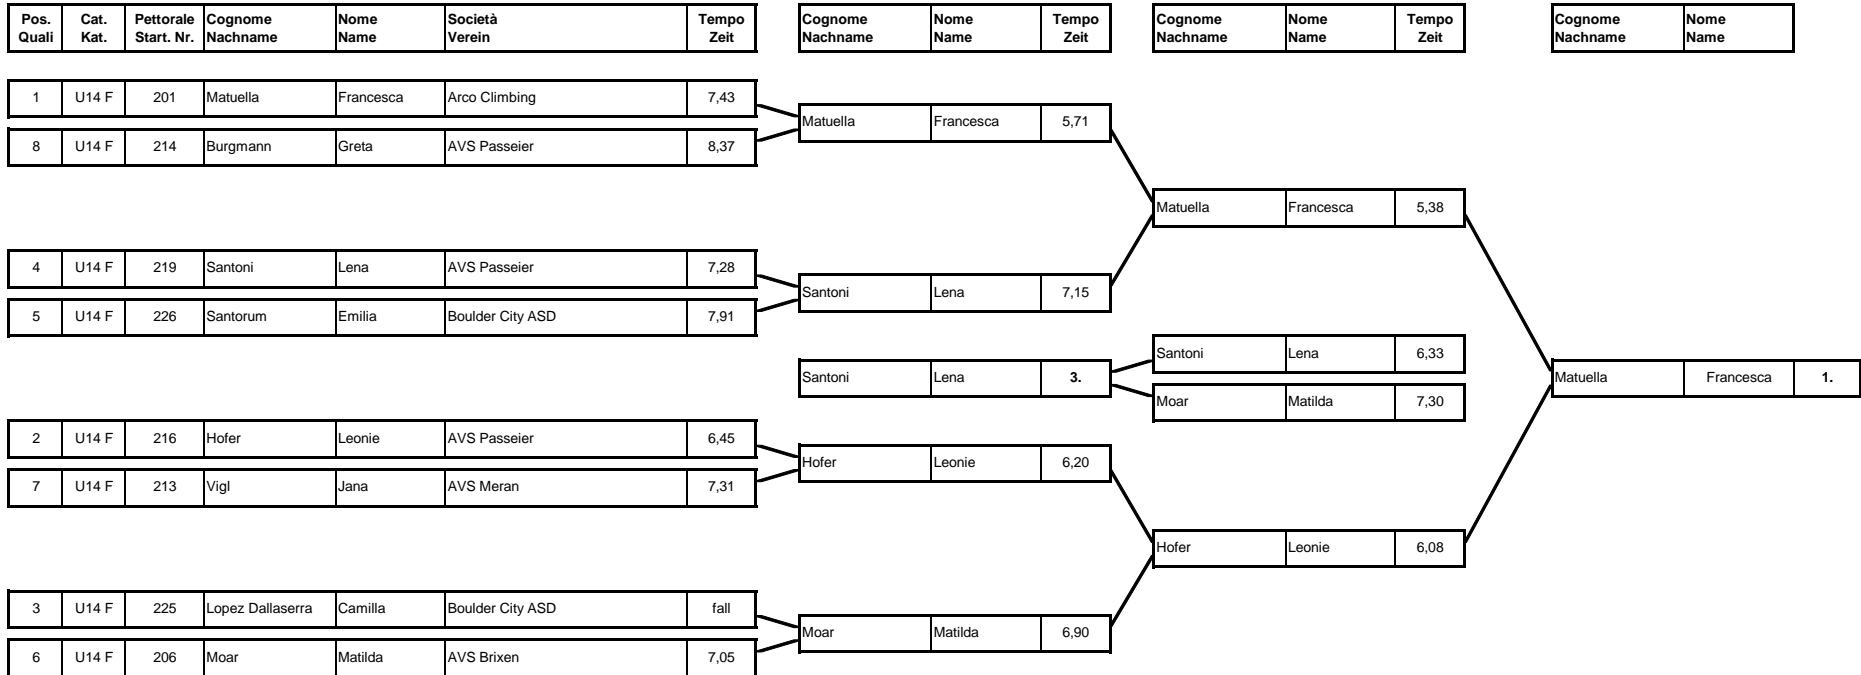 Pos. Cat. Pettorale Cognome Nome Società Tempo Cognome Nome Tempo Cognome Nome Tempo Cognome Nome
Quali Kat. Start. Nr. Nachname Name Verein Zeit Nachname Name Zeit Nachname Name Zeit Nachname Name
1 U14 F 201 Matuella Francesca Arco Climbing 7,43
Matuella Francesca 5,71
8 U14 F 214 Burgmann Greta AVS Passeier 8,37
Matuella Francesca 5,38
4 U14 F 219 Santoni Lena AVS Passeier 7,28
Santoni Lena 7,15
5 U14 F 226 Santorum Emilia Boulder City ASD 7,91
Santoni Lena 6,33
Santoni Lena 3. Matuella Francesca 1.
Moar Matilda 7,30
2 U14 F 216 Hofer Leonie AVS Passeier 6,45
Hofer Leonie 6,20
7 U14 F 213 Vigl Jana AVS Meran 7,31
Hofer Leonie 6,08
3 U14 F 225 Lopez Dallaserra Camilla Boulder City ASD fall
Moar Matilda 6,90
6 U14 F 206 Moar Matilda AVS Brixen 7,05